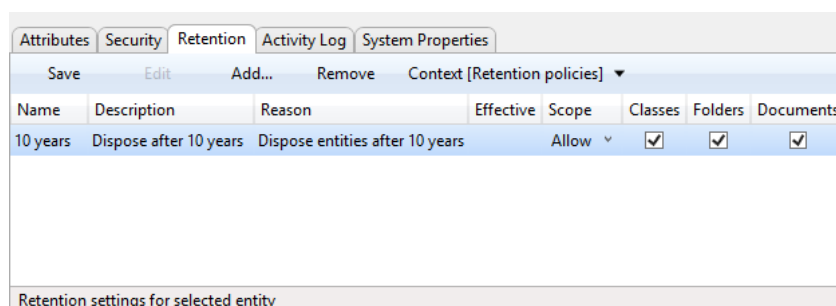 Attributes Security Retention Activity Log System Properties
Save Edit Add... Remove Context [Retention policies]
Name Description Reason Effective Scope Classes Folders Documents
10 years Dispose after 10 years Dispose entities after 10 years Allow
Retention settings for selected entity